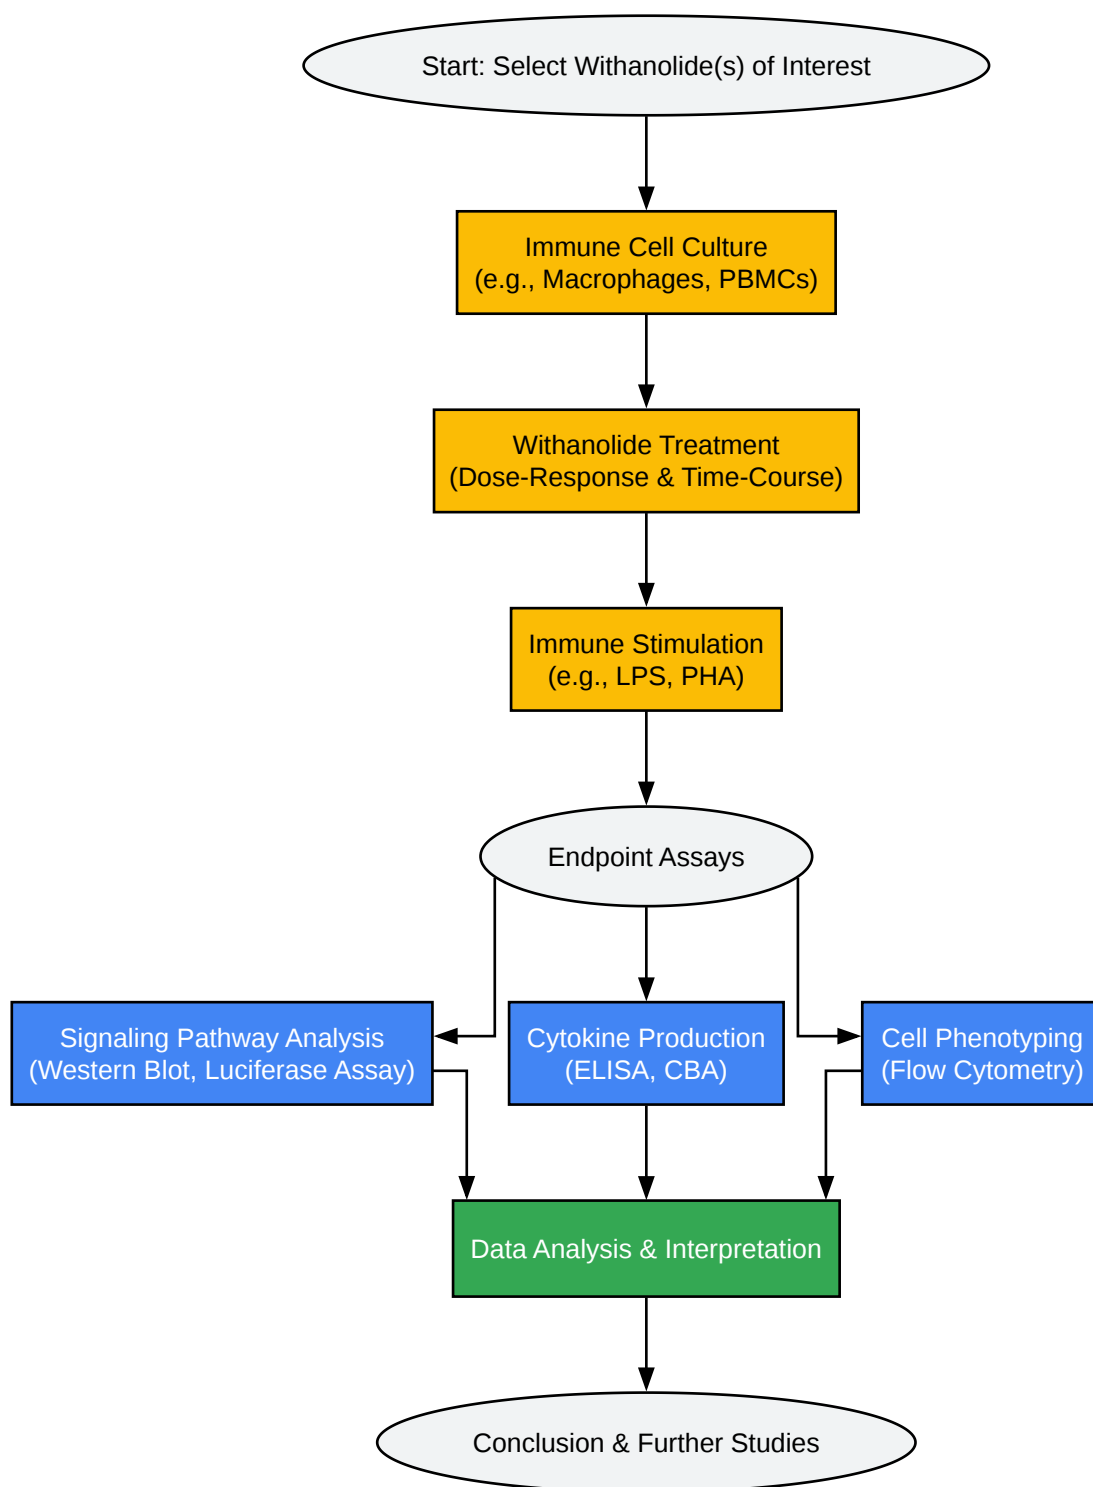 Start: Select Withanolide(s) of Interest
Immune Cell Culture
(e.g., Macrophages, PBMCs)
Withanolide Treatment
(Dose-Response & Time-Course)
Immune Stimulation
(e.g., LPS, PHA)
Endpoint Assays
Signaling Pathway Analysis
(Western Blot, Luciferase Assay)
Cytokine Production
(ELISA, CBA)
Cell Phenotyping
(Flow Cytometry)
Data Analysis & Interpretation
Conclusion & Further Studies